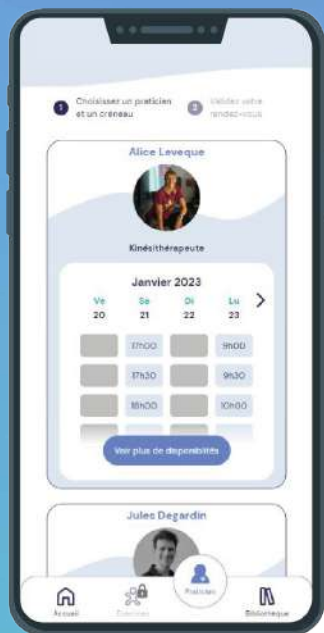 1 Choisissez un praticien
et un créneau
2 Validez votre
rendez-vous
Alice Leveque
Kinésithérapeute
Janvier 2023
Ve Sa Di Lu
20 21 22 23
17h00 9h00
17h30 9h30
18h00 10h00
Voir plus de disponibilités
Jules Degardin
Accueil Exercices Praticien Bibliothèque